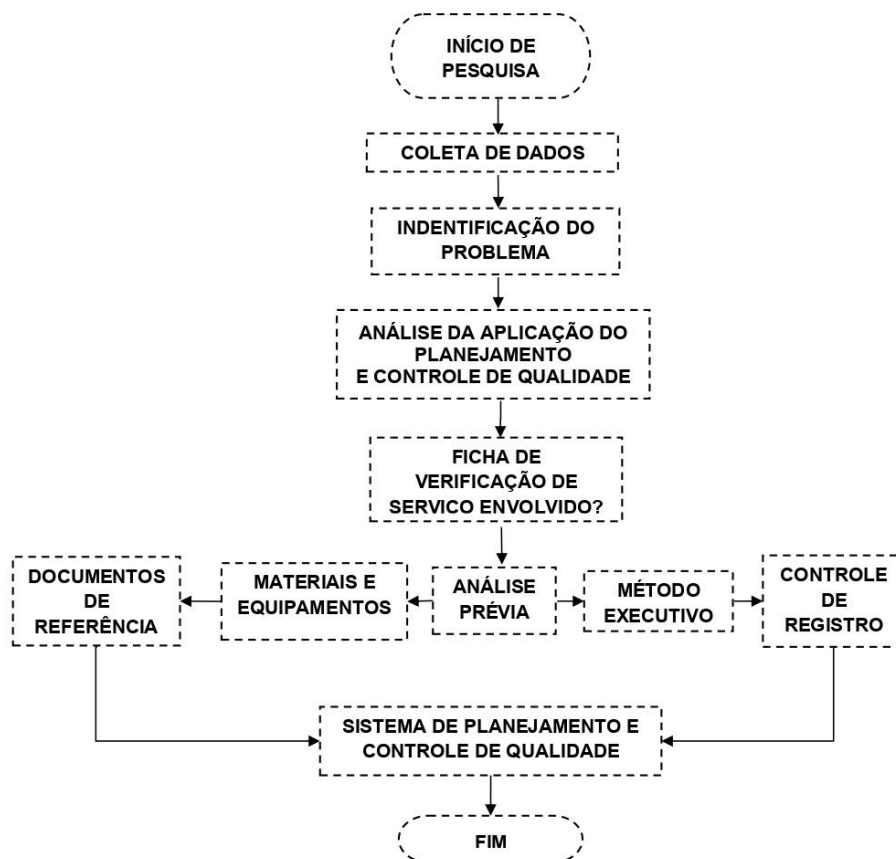 INÍCIO DE
PESQUISA
COLETA DE DADOS
INDENTIFICAÇÃO DO
PROBLEMA
ANÁLISE DA APLICAÇÃO DO
PLANEJAMENTO
E CONTROLE DE QUALIDADE
FICHA DE
VERIFICAÇÃO DE
SERVICO ENVOLVIDO?
DOCUMENTOS
DE
REFERÊNCIA
MATERIAIS E
EQUIPAMENTOS
ANÁLISE
PRÉVIA
MÉTODO
EXECUTIVO
CONTROLE
DE
REGISTRO
SISTEMA DE PLANEJAMENTO E
CONTROLE DE QUALIDADE
FIM